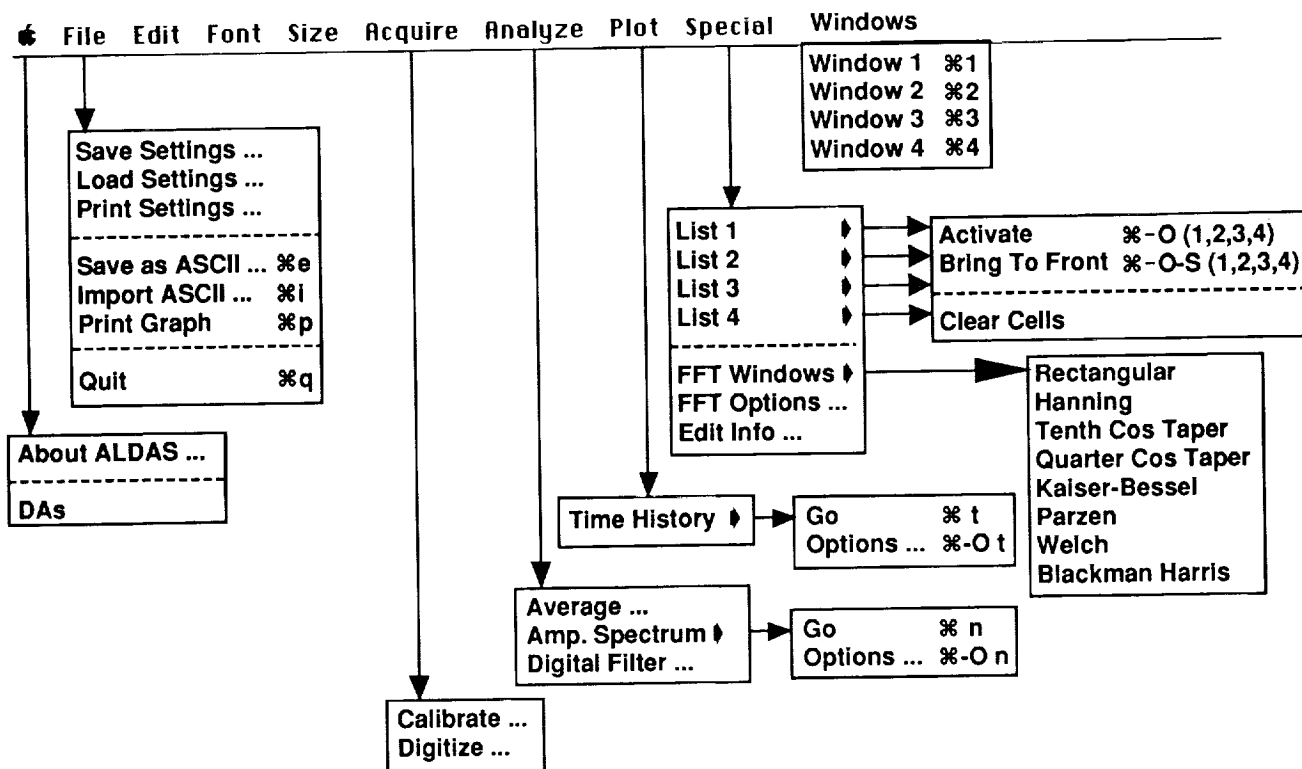 File Edit Font Size Acquire Analyze Plot Special Windows
Window 1 ⌘1
Window 2 ⌘2
Window 3 ⌘3
Window 4 ⌘4
Save Settings ...
Load Settings ...
Print Settings ...
Save as ASCII ... ⌘e
Import ASCII ... ⌘i
Print Graph ⌘p
Quit ⌘q
List 1
List 2
List 3
List 4
FFT Windows
FFT Options ...
Edit Info ...
Activate ⌘-O (1,2,3,4)
Bring To Front ⌘-O-S (1,2,3,4)
Clear Cells
Rectangular
Hanning
Tenth Cos Taper
Quarter Cos Taper
Kaiser-Bessel
Parzen
Welch
Blackman Harris
About ALDAS ...
DAs
Time History
Go ⌘ t
Options ... ⌘-O t
Average ...
Amp. Spectrum
Digital Filter ...
Go ⌘ n
Options ... ⌘-O n
Calibrate ...
Digitize ...